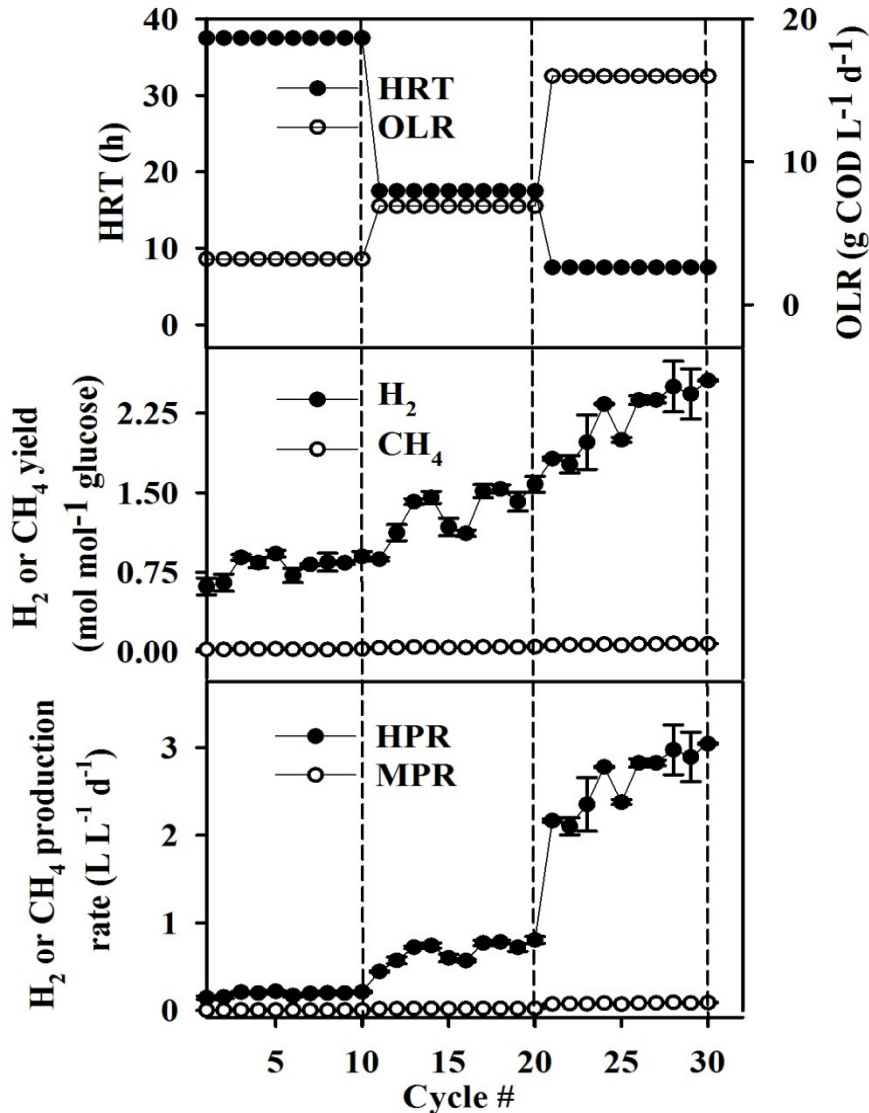 40
30
20
10
0
HRT (h)
20
10
0
OLR (g COD L⁻¹ d⁻¹)
HRT
OLR
2.25
1.50
0.75
0.00
H₂ or CH₄ yield
(mol mol⁻¹ glucose)
H₂
CH₄
3
2
1
0
H₂ or CH₄ production
rate (L L⁻¹ d⁻¹)
HPR
MPR
5 10 15 20 25 30
Cycle #